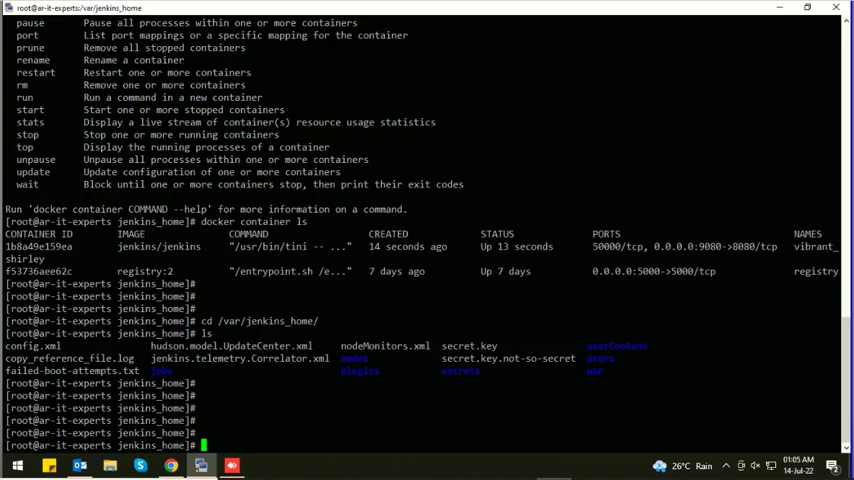 root@ar-it-experts:/var/jenkins_home
pause Pause all processes within one or more containers
port List port mappings or a specific mapping for the container
prune Remove all stopped containers
rename Rename a container
restart Restart one or more containers
rm Remove one or more containers
run Run a command in a new container
start Start one or more stopped containers
stats Display a live stream of container(s) resource usage statistics
stop Stop one or more running containers
top Display the running processes of a container
unpause Unpause all processes within one or more containers
update Update configuration of one or more containers
wait Block until one or more containers stop, then print their exit codes
Run 'docker container COMMAND --help' for more information on a command.
[root@ar-it-experts jenkins_home]# docker container ls
CONTAINER ID IMAGE COMMAND CREATED STATUS PORTS NAMES
1b8a49e159ea jenkins/jenkins "/usr/bin/tini -- ..." 14 seconds ago Up 13 seconds 50000/tcp, 0.0.0.0:9080->8080/tcp vibrant_
shirley
f53736aee62c registry:2 "/entrypoint.sh /e..." 7 days ago Up 7 days 0.0.0.0:5000->5000/tcp registry
[root@ar-it-experts jenkins_home]#
[root@ar-it-experts jenkins_home]#
[root@ar-it-experts jenkins_home]#
[root@ar-it-experts jenkins_home]# cd /var/jenkins_home/
[root@ar-it-experts jenkins_home]# ls
config.xml hudson.model.UpdateCenter.xml nodeMonitors.xml secret.key userContent
copy_reference_file.log jenkins.telemetry.Correlator.xml nodes secret.key.not-so-secret users
failed-boot-attempts.txt jobs plugins secrets war
[root@ar-it-experts jenkins_home]#
[root@ar-it-experts jenkins_home]#
[root@ar-it-experts jenkins_home]#
[root@ar-it-experts jenkins_home]#
[root@ar-it-experts jenkins_home]#
[root@ar-it-experts jenkins_home]#
26°C Rain
01:05 AM
14-Jul-22
2